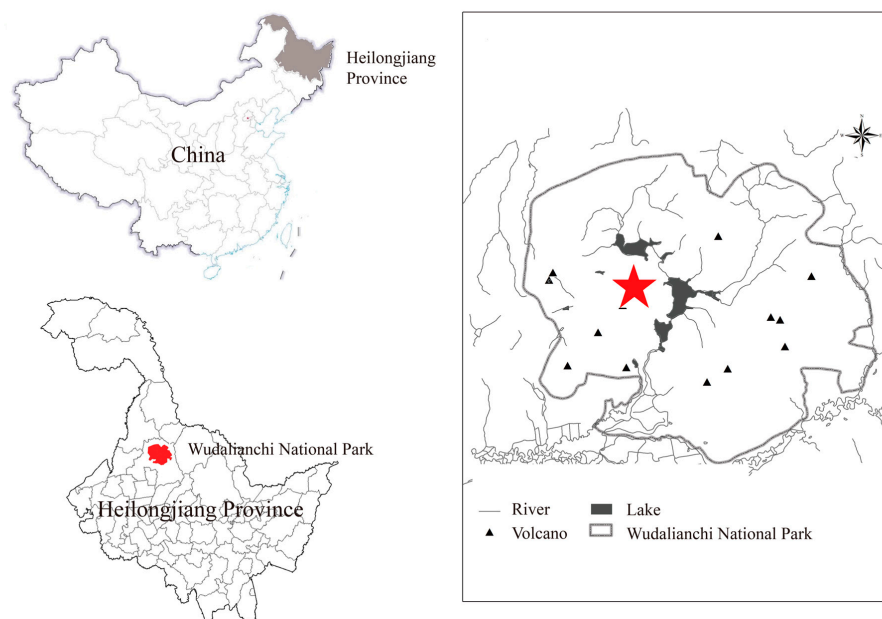 Heilongjiang
Province
China
Wudalianchi National Park
Heilongjiang Province
N
River
Lake
Volcano
Wudalianchi National Park